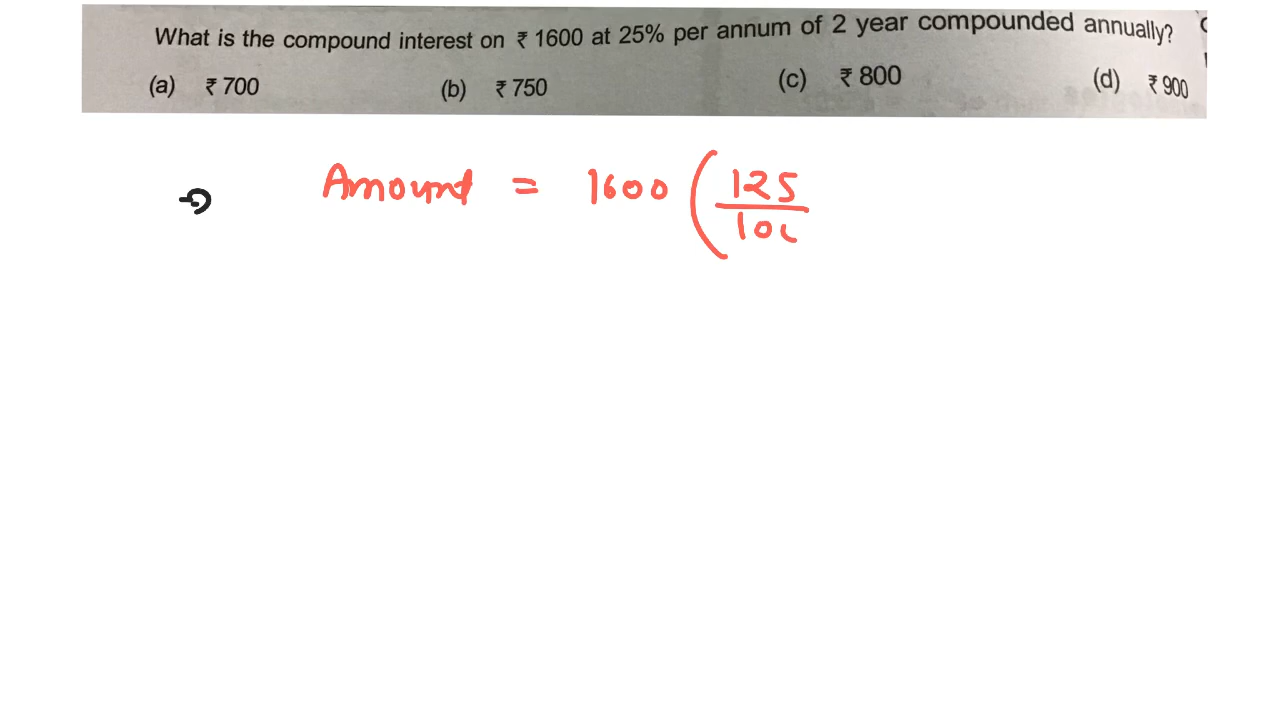 What is the compound interest on ₹ 1600 at 25% per annum of 2 year compounded annually?
(a) ₹ 700 (b) ₹ 750 (c) ₹ 800 (d) ₹ 900
Amount = 1600 ( 125
100